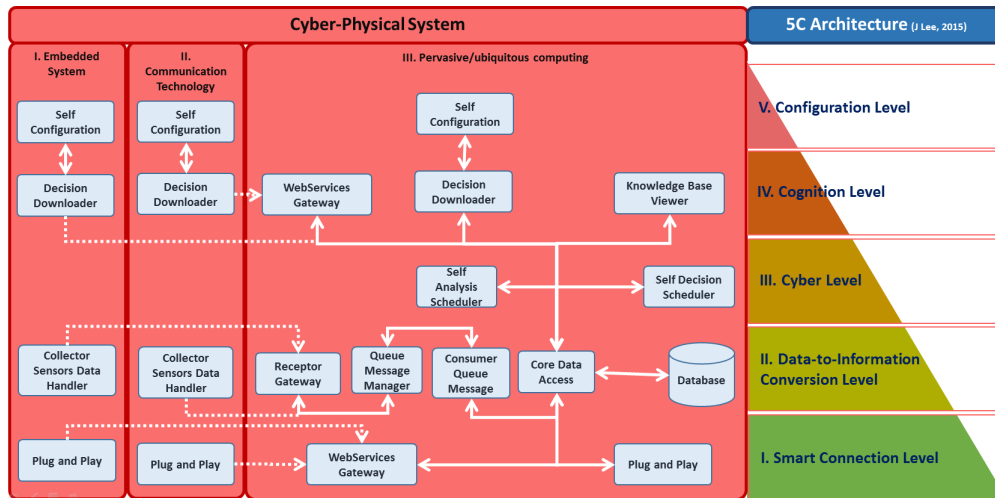 Cyber-Physical System
5C Architecture (J Lee, 2015)
I. Embedded
System
II.
Communication
Technology
III. Pervasive/ubiquitous computing
Self
Configuration
Self
Configuration
Self
Configuration
V. Configuration Level
Decision
Downloader
Decision
Downloader
WebServices
Gateway
Decision
Downloader
Knowledge Base
Viewer
IV. Cognition Level
Self
Analysis
Scheduler
Self Decision
Scheduler
III. Cyber Level
Collector
Sensors Data
Handler
Collector
Sensors Data
Handler
Receptor
Gateway
Queue
Message
Manager
Consumer
Queue
Message
Core Data
Access
Database
II. Data-to-Information
Conversion Level
Plug and Play
Plug and Play
WebServices
Gateway
Plug and Play
I. Smart Connection Level